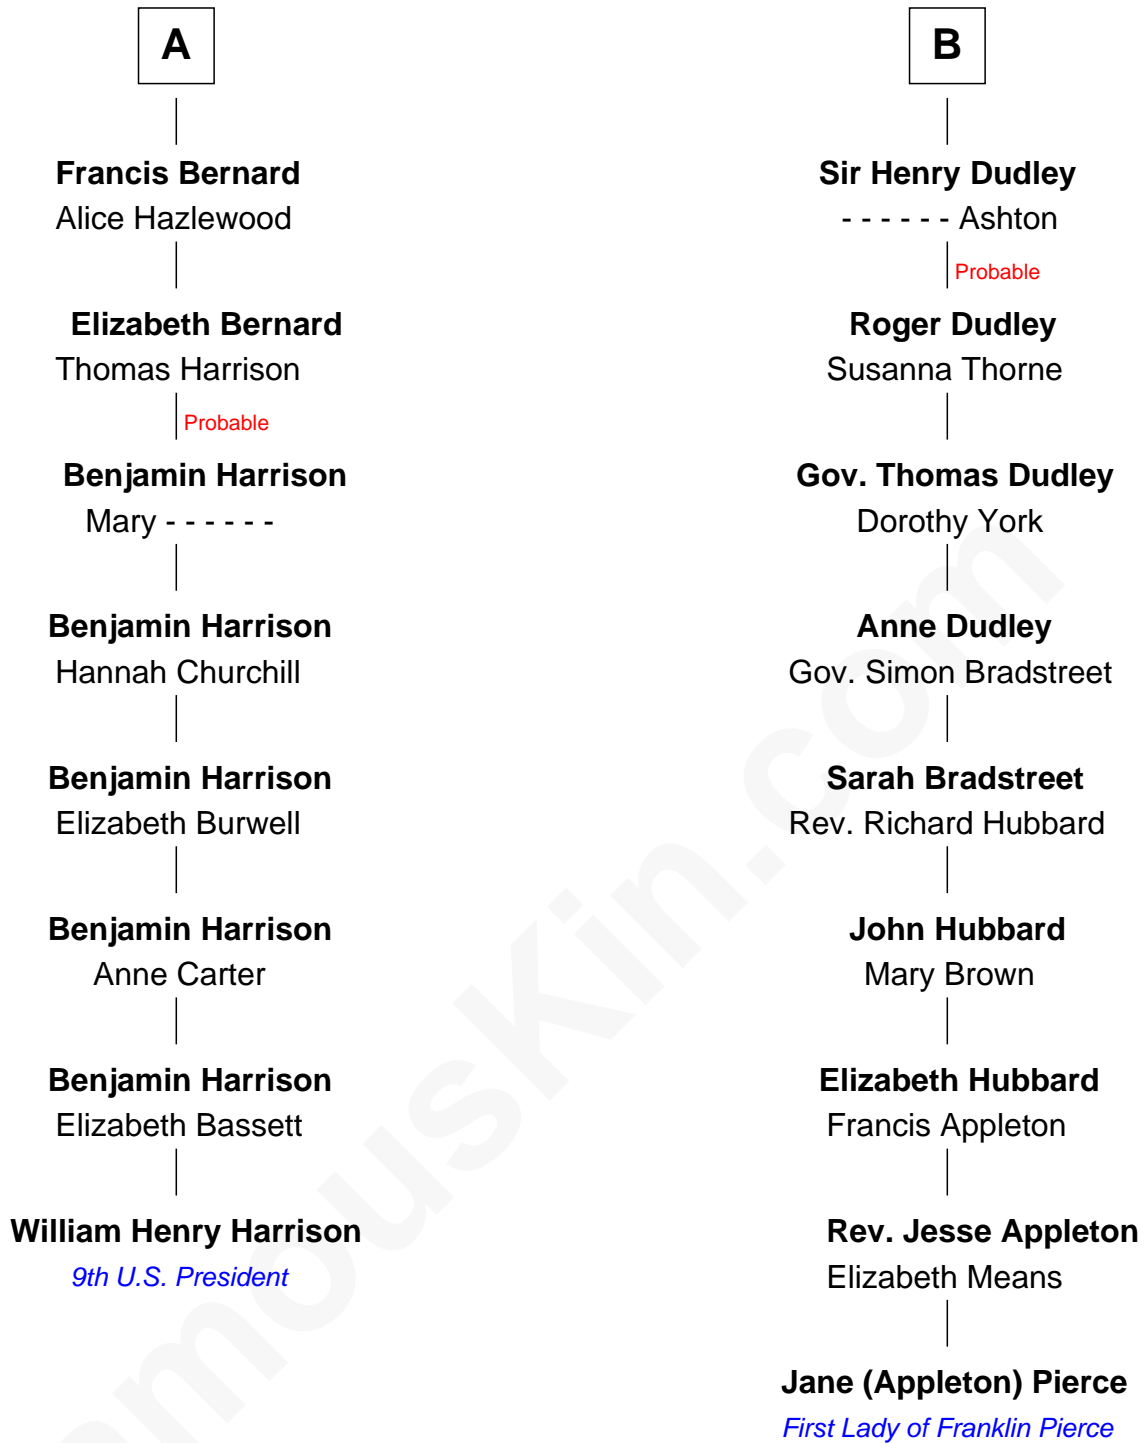 A
Francis Bernard
Alice Hazlewood
Elizabeth Bernard
Thomas Harrison
Probable
Benjamin Harrison
Mary - - - - - -
Benjamin Harrison
Hannah Churchill
Benjamin Harrison
Elizabeth Burwell
Benjamin Harrison
Anne Carter
Benjamin Harrison
Elizabeth Bassett
William Henry Harrison
9th U.S. President
B
Sir Henry Dudley
- - - - - - Ashton
Probable
Roger Dudley
Susanna Thorne
Gov. Thomas Dudley
Dorothy York
Anne Dudley
Gov. Simon Bradstreet
Sarah Bradstreet
Rev. Richard Hubbard
John Hubbard
Mary Brown
Elizabeth Hubbard
Francis Appleton
Rev. Jesse Appleton
Elizabeth Means
Jane (Appleton) Pierce
First Lady of Franklin Pierce
amousKin.com